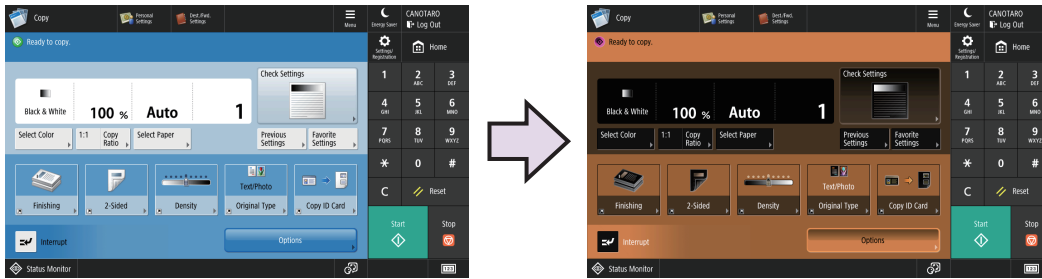 Copy
Personal
Settings
Dest./Fwd.
Settings
Menu
Energy Saver
CANOTARO
Log Out
Ready to copy.
Settings/
Registration
Home
Check Settings
Black & White
100 %
Auto
1
Select Color
1:1
Copy
Ratio
Select Paper
Previous
Settings
Favorite
Settings
Finishing
2-Sided
Density
Text/Photo
Original Type
Copy ID Card
Interrupt
Options
Status Monitor
1
2
ABC
3
DEF
4
GHI
5
JKL
6
MNO
7
PQRS
8
TUV
9
WXYZ
*
0
#
C
Reset
Start
Stop
123
Copy
Personal
Settings
Dest./Fwd.
Settings
Menu
Energy Saver
CANOTARO
Log Out
Ready to copy.
Settings/
Registration
Home
Check Settings
Black & White
100 %
Auto
1
Select Color
1:1
Copy
Ratio
Select Paper
Previous
Settings
Favorite
Settings
Finishing
2-Sided
Density
Text/Photo
Original Type
Copy ID Card
Interrupt
Options
Status Monitor
1
2
ABC
3
DEF
4
GHI
5
JKL
6
MNO
7
PQRS
8
TUV
9
WXYZ
*
0
#
C
Reset
Start
Stop
123